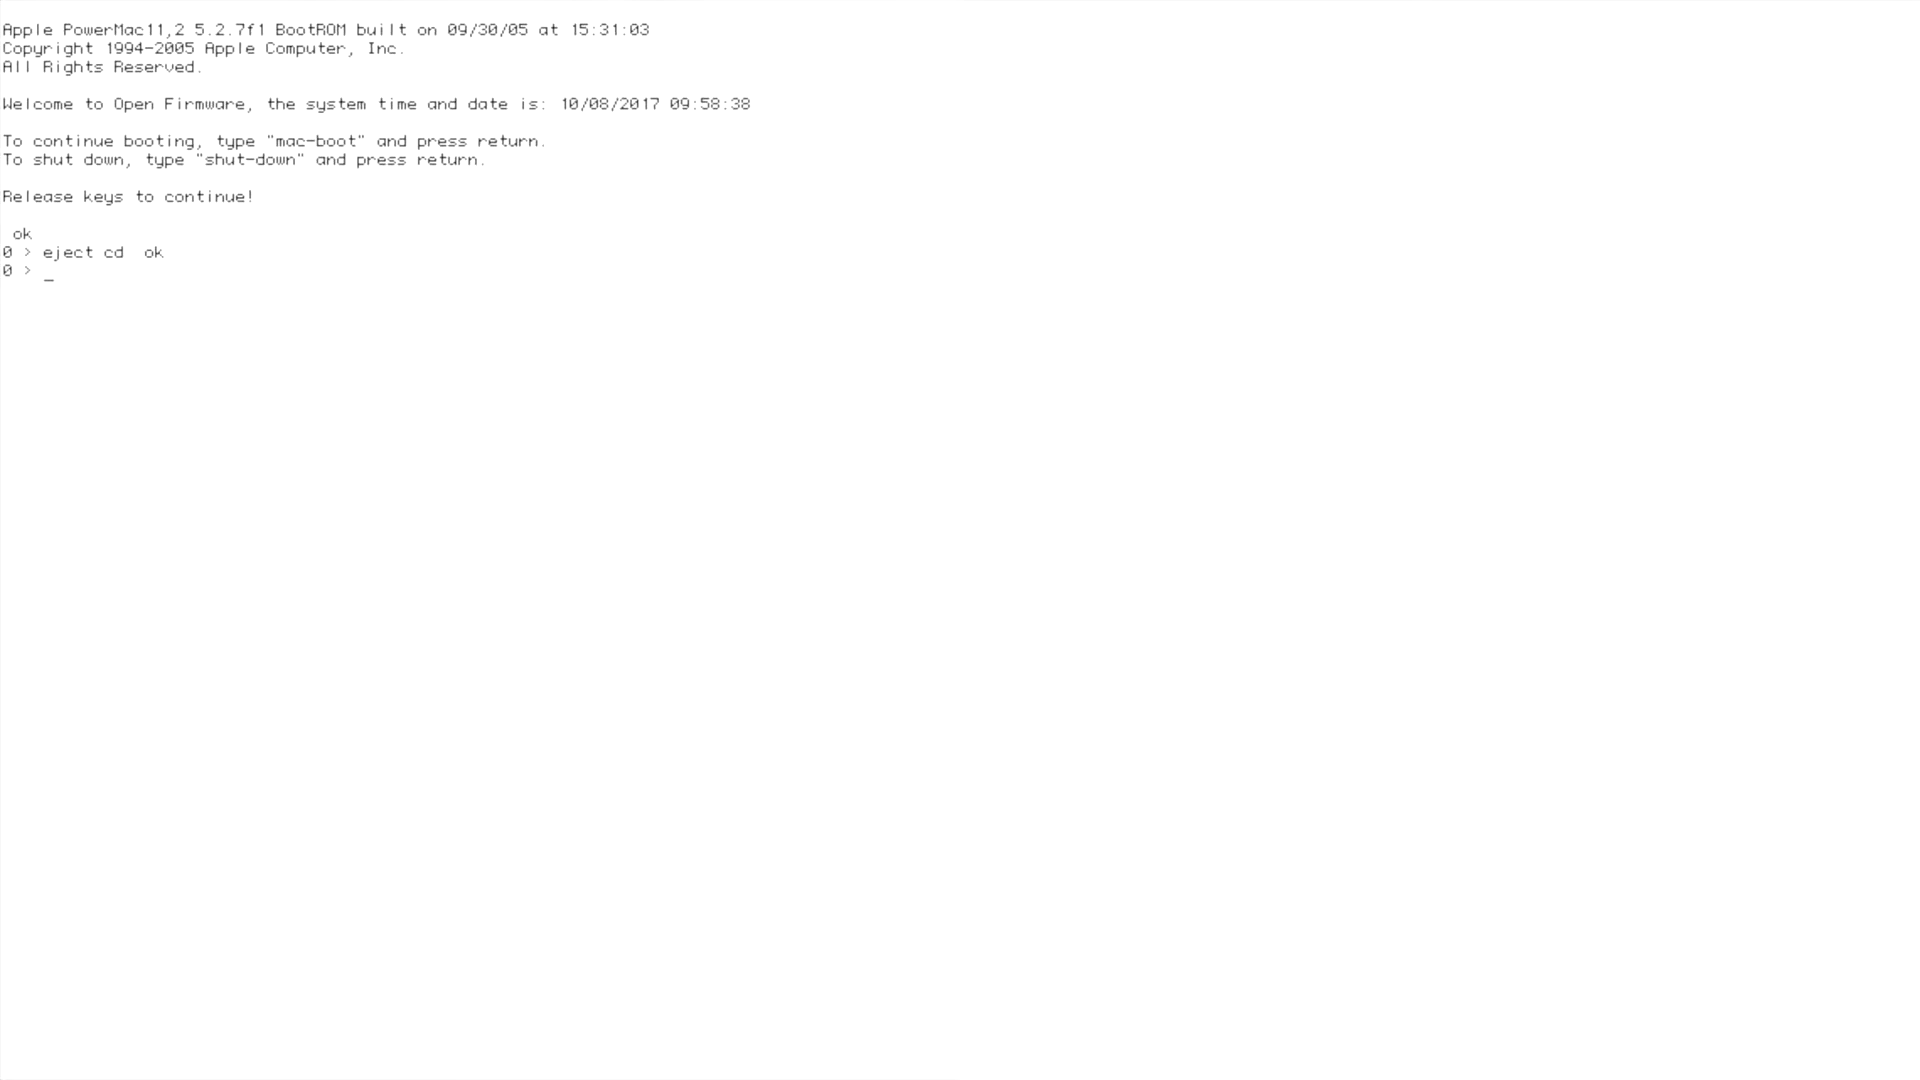 Apple PowerMac11,2 5.2.7f1 BootROM built on 09/30/05 at 15:31:03
Copyright 1994-2005 Apple Computer, Inc.
All Rights Reserved.
Welcome to Open Firmware, the system time and date is: 10/08/2017 09:58:38
To continue booting, type "mac-boot" and press return.
To shut down, type "shut-down" and press return.
Release keys to continue!
ok
0 > eject cd  ok
0 > _